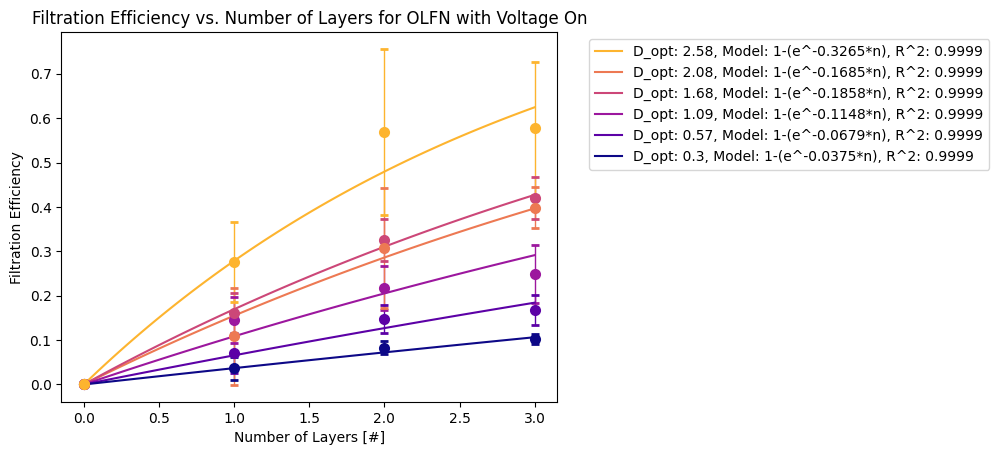 Filtration Efficiency vs. Number of Layers for OLFN with Voltage On
D_opt: 2.58, Model: 1-(e^-0.3265*n), R^2: 0.9999
D_opt: 2.08, Model: 1-(e^-0.1685*n), R^2: 0.9999
D_opt: 1.68, Model: 1-(e^-0.1858*n), R^2: 0.9999
D_opt: 1.09, Model: 1-(e^-0.1148*n), R^2: 0.9999
D_opt: 0.57, Model: 1-(e^-0.0679*n), R^2: 0.9999
D_opt: 0.3, Model: 1-(e^-0.0375*n), R^2: 0.9999
Filtration Efficiency
0.7
0.6
0.5
0.4
0.3
0.2
0.1
0.0
0.0 0.5 1.0 1.5 2.0 2.5 3.0
Number of Layers [#]